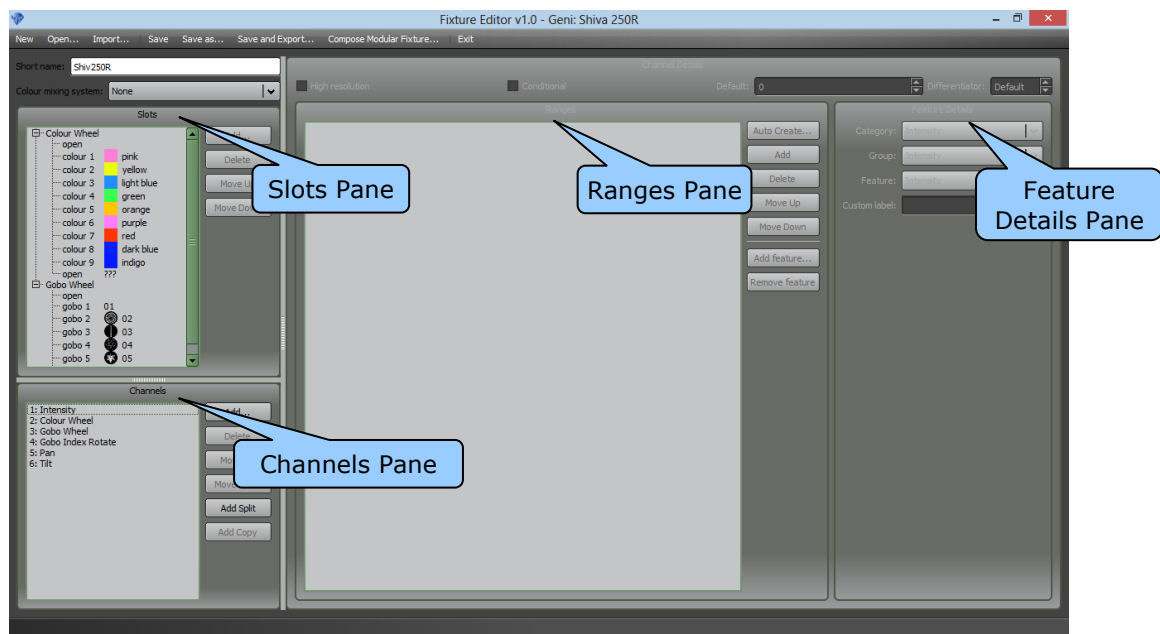 Fixture Editor v1.0 - Geni: Shiva 250R
New Open... Import... Save Save as... Save and Export... Compose Modular Fixture... Exit
Short name: Shiv250R
Colour mixing system: None
Slots
Colour Wheel
open
colour 1 pink
colour 2 yellow
colour 3 light blue
colour 4 green
colour 5 orange
colour 6 purple
colour 7 red
colour 8 dark blue
colour 9 indigo
open ???
Gobo Wheel
open
gobo 1 01
gobo 2 02
gobo 3 03
gobo 4 04
gobo 5 05
Delete
Slots Pane
Channels
1: Intensity
2: Colour Wheel
3: Gobo Wheel
4: Gobo Index Rotate
5: Pan
6: Tilt
Add...
Delete
Channels Pane
Add Split
Add Copy
Channel Details
High resolution Conditional Default: 0 Differentiator: Default
Ranges
Ranges Pane
Auto Create...
Add
Delete
Move Up
Move Down
Add feature...
Remove feature
Feature Details
Category: Intensity
Group: Intensity
Feature: Intensity
Custom label:
Feature
Details Pane